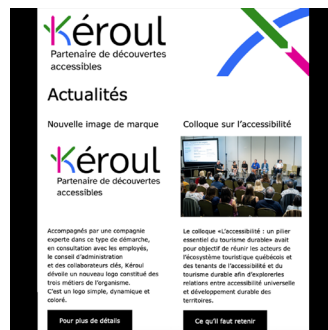 Kéroul
Partenaire de découvertes
accessibles
Actualités
Nouvelle image de marque
Kéroul
Partenaire de découvertes
accessibles
Accompagnés par une compagnie
experte dans ce type de démarche,
en consultation avec les employés,
le conseil d'administration
et des collaborateurs clés, Kéroul
dévoile un nouveau logo constitué des
trois métiers de l'organisme.
C'est un logo simple, dynamique et
coloré.
Pour plus de détails
Colloque sur l'accessibilité
Le colloque «L'accessibilité : un pilier
essentiel du tourisme durable» avait
pour objectif de réunir les acteurs de
l'écosystème touristique québécois et
des tenants de l'accessibilité et du
tourisme durable afin d'exploreries
relations entre accessibilité universelle
et développement durable des
territoires.
Ce qu'il faut retenir